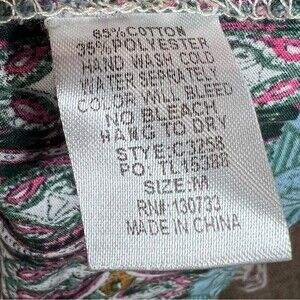 65% COTTON
35% POLYESTER
HAND WASH COLD
WATER SEPRATELY
COLOR WILL BLEED
NO BLEACH
HANG TO DRY
STYE: C3258
PO: TL15388
SIZE: M
RN# 130733
MADE IN CHINA